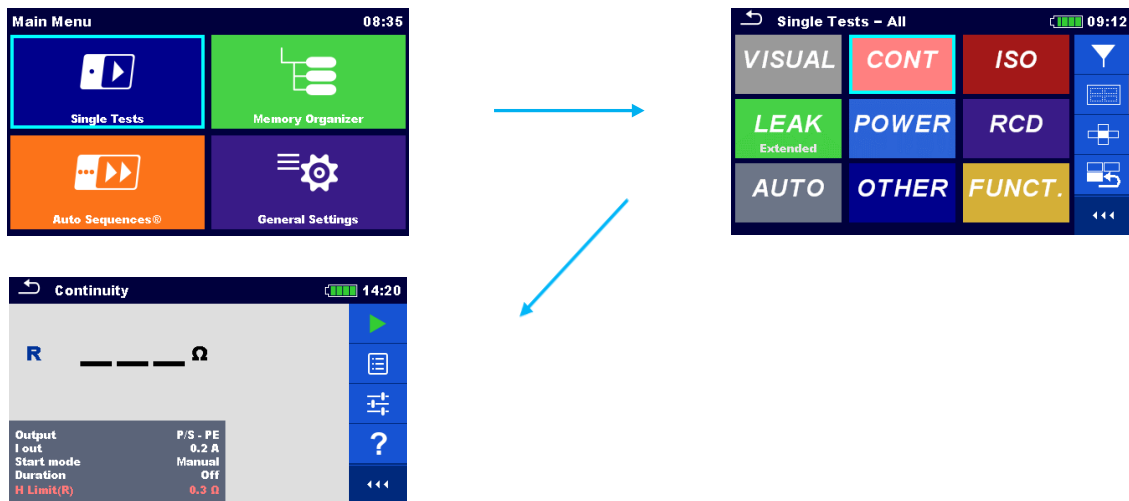 Main Menu 08:35
Single Tests
Memory Organizer
Auto Sequences®
General Settings
Single Tests – All 09:12
VISUAL CONT ISO
LEAK POWER RCD
Extended
AUTO OTHER FUNCT.
Continuity 14:20
R _ _ _ Ω
Output P/S - PE
I out 0.2 A
Start mode Manual
Duration Off
H Limit(R) 0.3 Ω
?